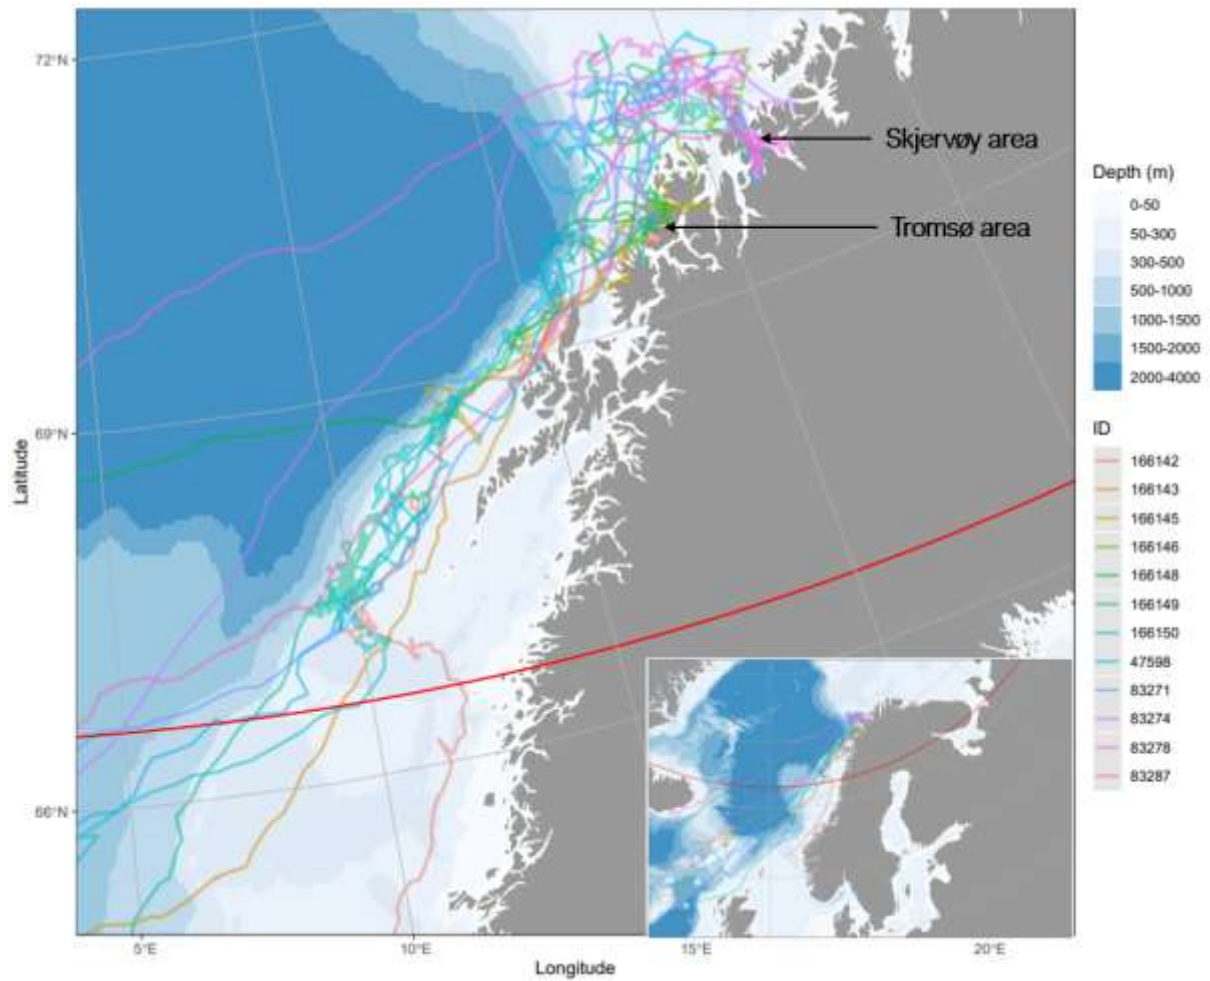 72°N
69°N
66°N
Latitude
5°E
10°E
15°E
20°E
Longitude
Skjervøy area
Tromsø area
Depth (m)
0-50
50-300
300-500
500-1000
1000-1500
1500-2000
2000-4000
ID
166142
166143
166145
166146
166148
166149
166150
47598
83271
83274
83278
83287